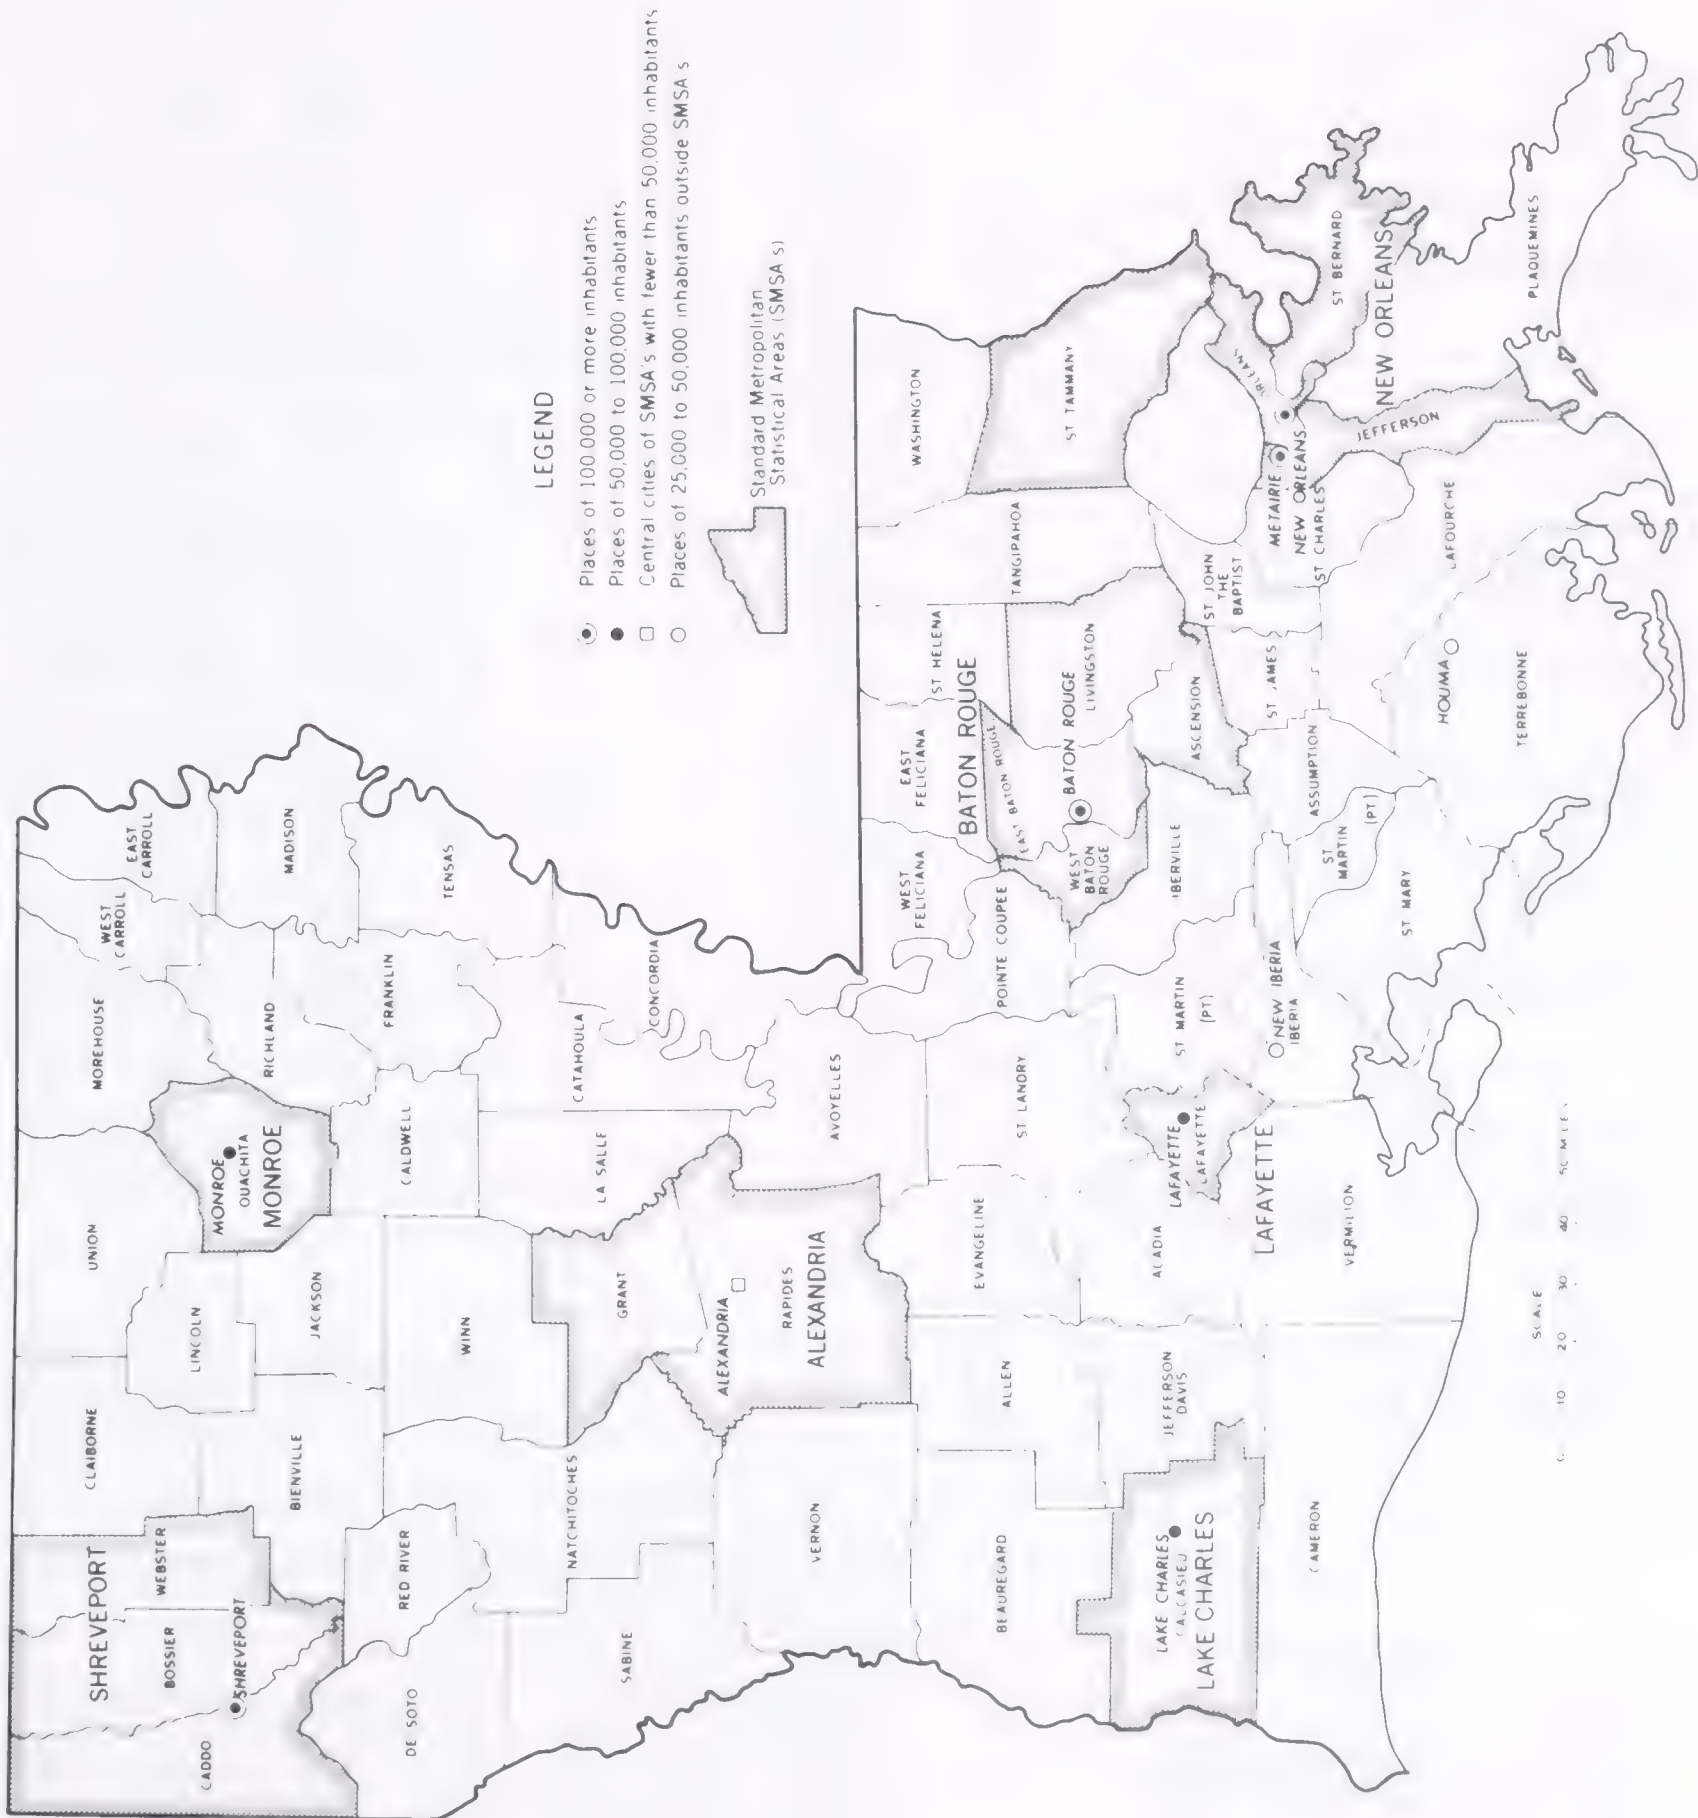 LEGEND
Places of 100,000 or more inhabitants
Places of 50,000 to 100,000 inhabitants
Central cities of SMSA's with fewer than 50,000 inhabitants
Places of 25,000 to 50,000 inhabitants outside SMSA's
Standard Metropolitan
Statistical Areas (SMSA's)
SHREVEPORT
CADDO
BOSSIER
WEBSTER
SHREVEPORT
CLAIBORNE
UNION
MOREHOUSE
WEST
CARROLL
EAST
CARROLL
LINCOLN
MONROE
OUACHITA
MONROE
RICHLAND
MADISON
BIENVILLE
JACKSON
DE SOTO
RED RIVER
CALDWELL
FRANKLIN
TENSAS
WINN
NATCHITOCHES
SABINE
GRANT
LA SALLE
CATAHOULA
CONCORDIA
ALEXANDRIA
RAPIDES
ALEXANDRIA
VERNON
AVOYELLES
BEAUREGARD
ALLEN
EVANGELINE
ST LANDRY
POINTE COUPEE
WEST
FELICIANA
EAST
FELICIANA
ST HELENA
TANGIPAHOA
WASHINGTON
BATON ROUGE
EAST BATON ROUGE
BATON ROUGE
WEST
BATON
ROUGE
LIVINGSTON
ST TAMMANY
LAKE CHARLES
CALCASIEU
LAKE CHARLES
JEFFERSON
DAVIS
ACADIA
LAFAYETTE
LAFAYETTE
LAFAYETTE
ST MARTIN
(PT)
IBERVILLE
ASCENSION
ST JOHN
THE
BAPTIST
ST JAMES
METAIRIE
NEW ORLEANS
ST CHARLES
ORLEANS
ST BERNARD
NEW ORLEANS
JEFFERSON
PLAQUEMINES
CAMERON
VERMILION
NEW IBERIA
IBERIA
ST
MARTIN
(PT)
ASSUMPTION
ST MARY
HOUMA
LAFOURCHE
TERREBONNE
SCALE
10 20 30 40